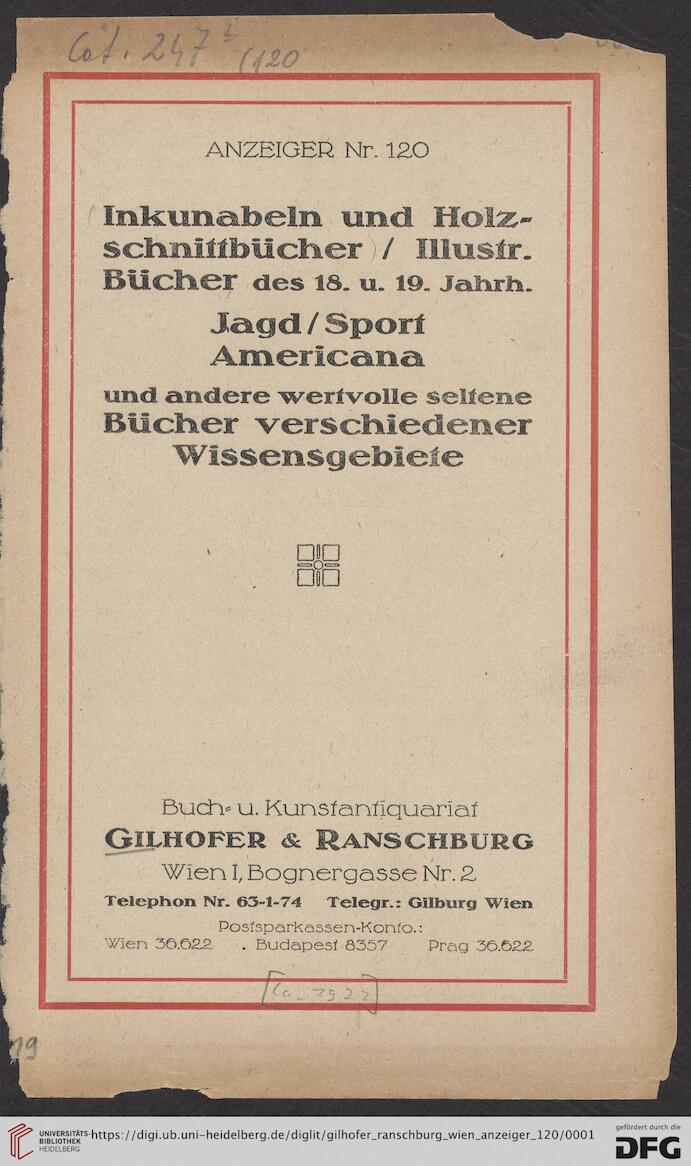 Cat. 247 (120
ANZEIGER Nr. 120
Inkunabeln und Holz-
schnittbücher / Illustr.
Bücher des 18. u. 19. Jahrh.
Jagd / Sport
Americana
und andere wertvolle seltene
Bücher verschiedener
Wissensgebiete
Buch- u. Kunstantiquariat
GILHOFER & RANSCHBURG
Wien I, Bognergasse Nr. 2
Telephon Nr. 63-1-74 Telegr.: Gilburg Wien
Postsparkassen-Konto.:
Wien 36.622 . Budapest 8357 Prag 36.622
[ca. 1922]
19
UNIVERSITÄTS-
BIBLIOTHEK
HEIDELBERG
https://digi.ub.uni-heidelberg.de/diglit/gilhofer_ranschburg_wien_anzeiger_120/0001
gefördert durch die
DFG